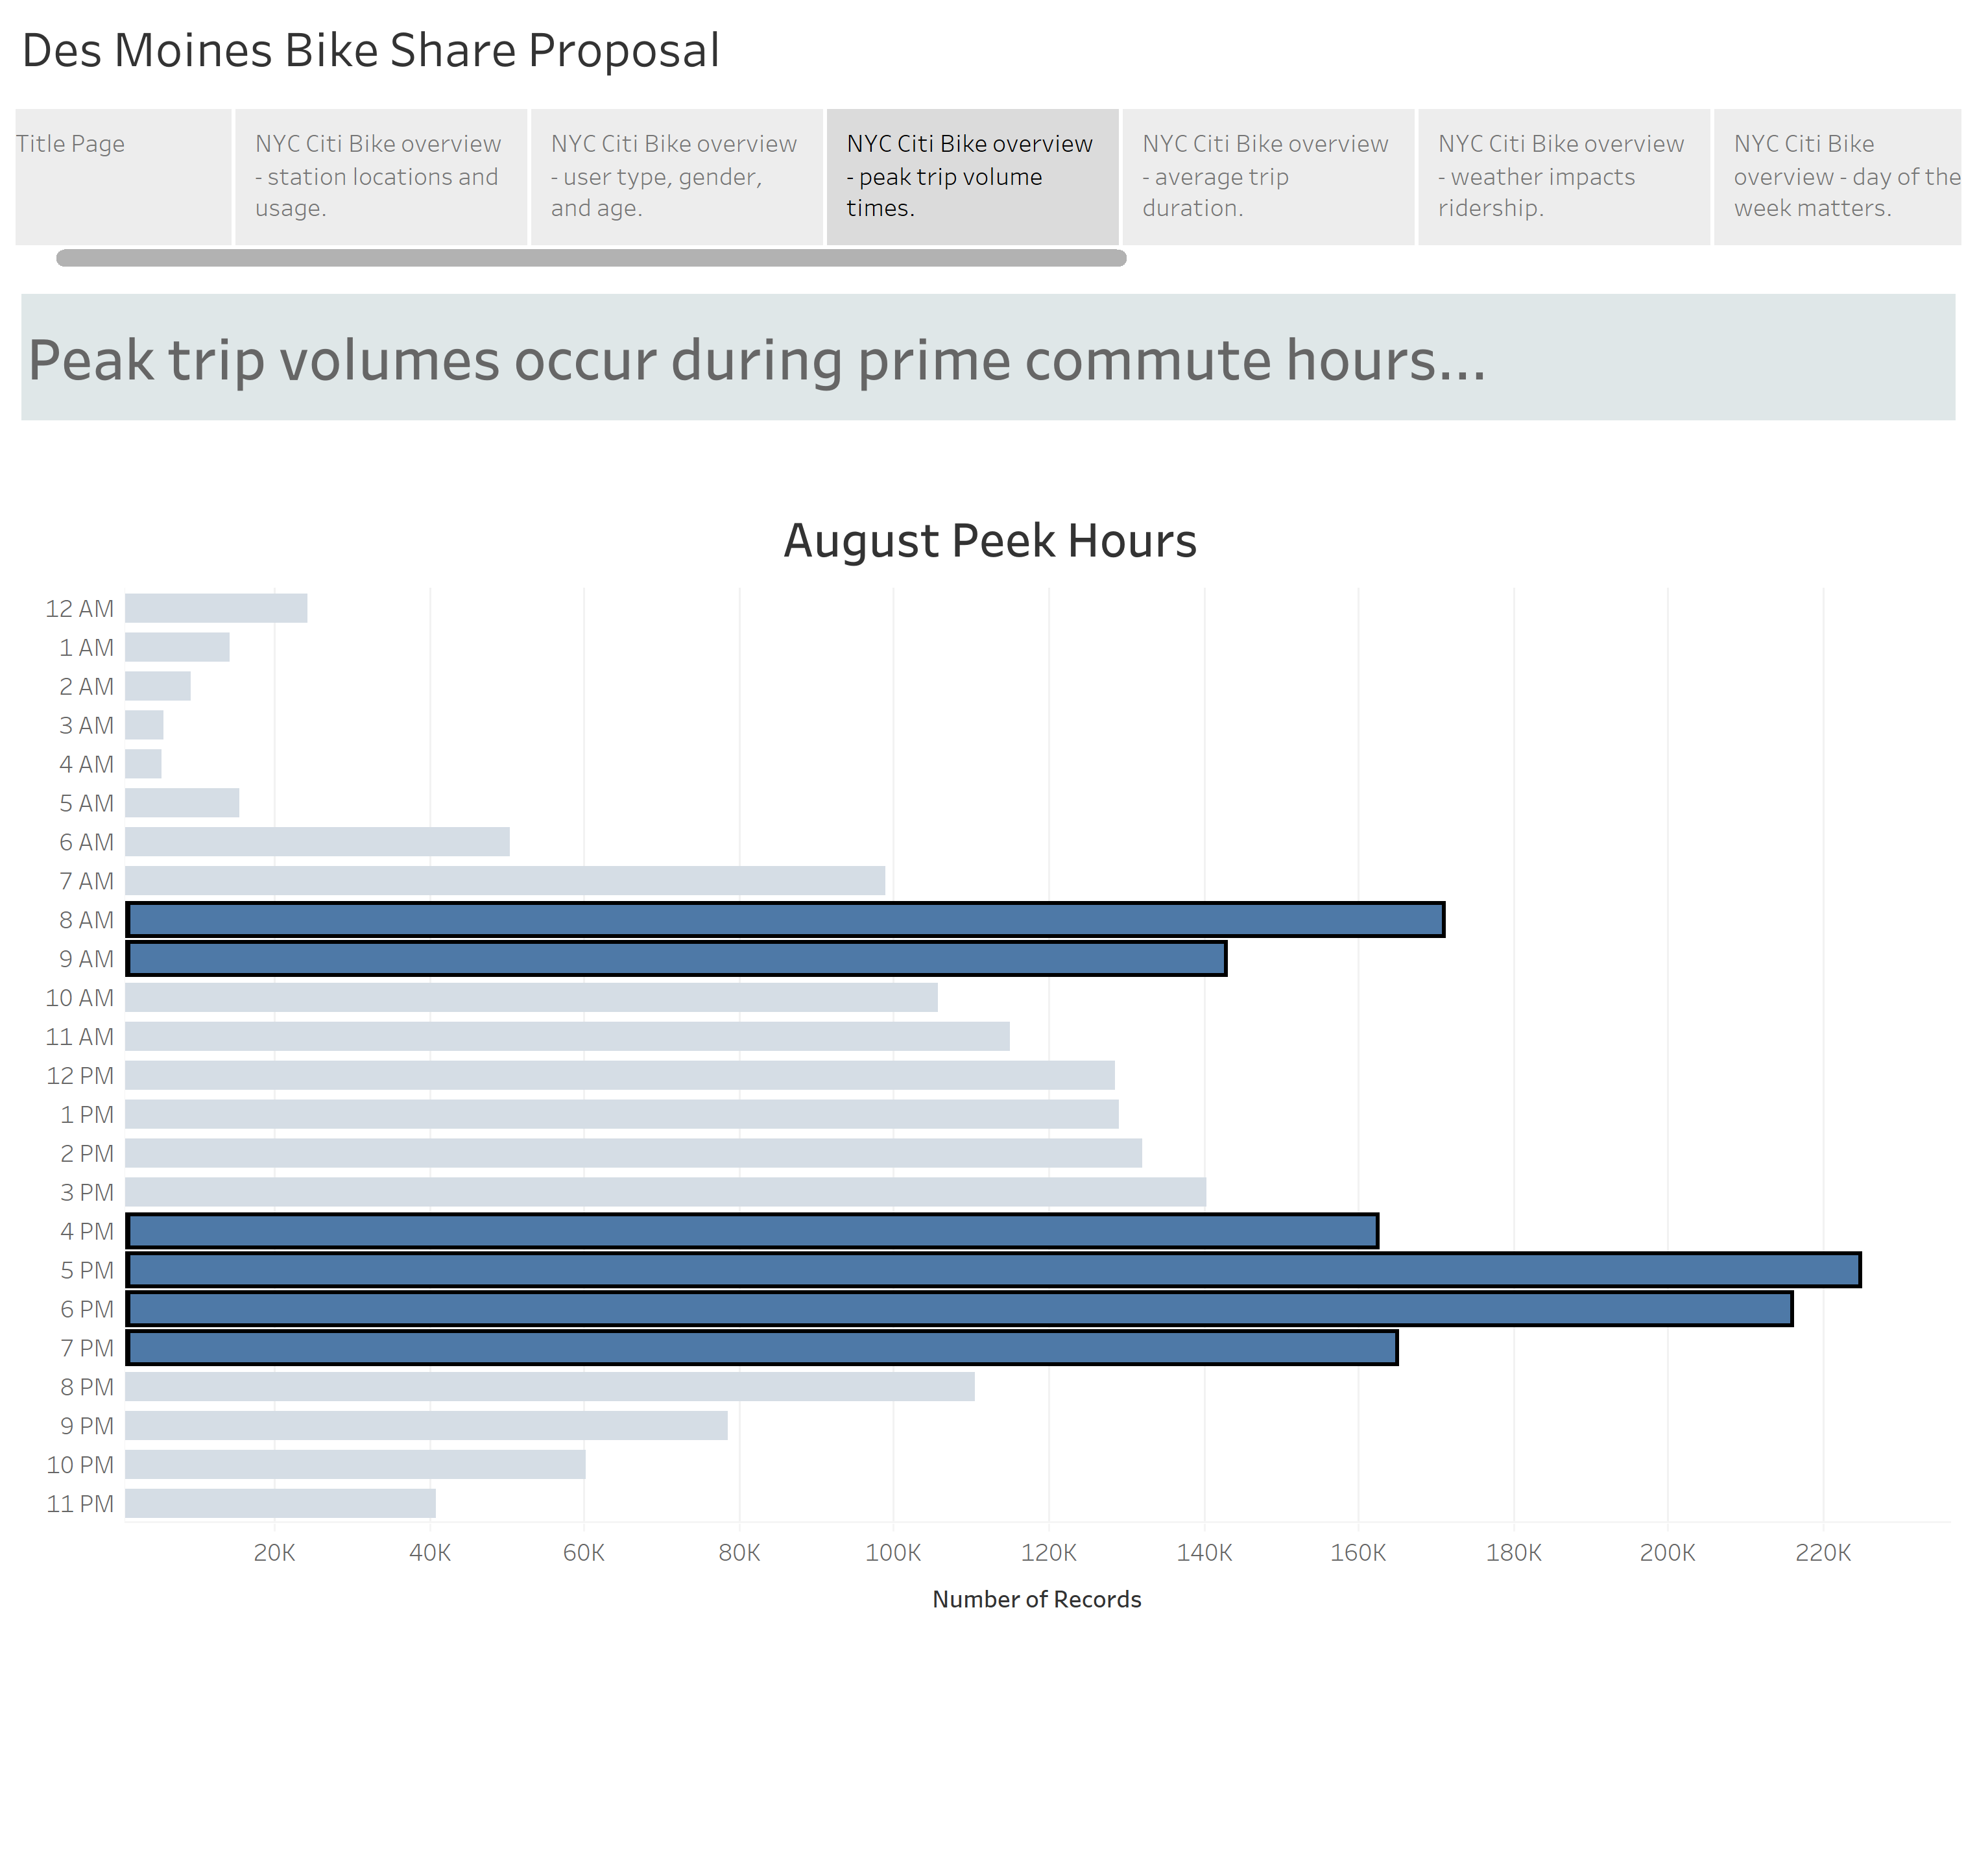 Des Moines Bike Share Proposal
Title Page
NYC Citi Bike overview
- station locations and
usage.
NYC Citi Bike overview
- user type, gender,
and age.
NYC Citi Bike overview
- peak trip volume
times.
NYC Citi Bike overview
- average trip
duration.
NYC Citi Bike overview
- weather impacts
ridership.
NYC Citi Bike
overview - day of the
week matters.
Peak trip volumes occur during prime commute hours...
August Peek Hours
12 AM
1 AM
2 AM
3 AM
4 AM
5 AM
6 AM
7 AM
8 AM
9 AM
10 AM
11 AM
12 PM
1 PM
2 PM
3 PM
4 PM
5 PM
6 PM
7 PM
8 PM
9 PM
10 PM
11 PM
20K 40K 60K 80K 100K 120K 140K 160K 180K 200K 220K
Number of Records